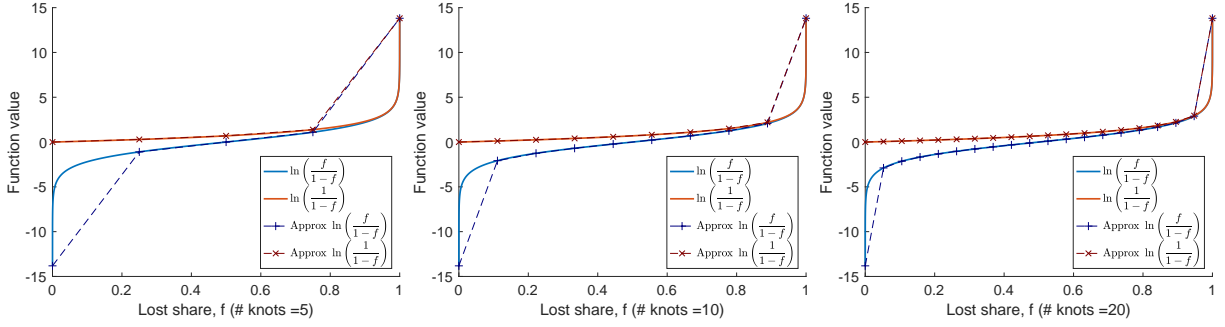 15
10
5
0
-5
-10
-15
Function value
0
0.2
0.4
0.6
0.8
1
Lost share, f (# knots =5)
ln(f/(1−f))
ln(1/(1−f))
Approx ln(f/(1−f))
Approx ln(1/(1−f))
15
10
5
0
-5
-10
-15
Function value
0
0.2
0.4
0.6
0.8
1
Lost share, f (# knots =10)
ln(f/(1−f))
ln(1/(1−f))
Approx ln(f/(1−f))
Approx ln(1/(1−f))
15
10
5
0
-5
-10
-15
Function value
0
0.2
0.4
0.6
0.8
1
Lost share, f (# knots =20)
ln(f/(1−f))
ln(1/(1−f))
Approx ln(f/(1−f))
Approx ln(1/(1−f))